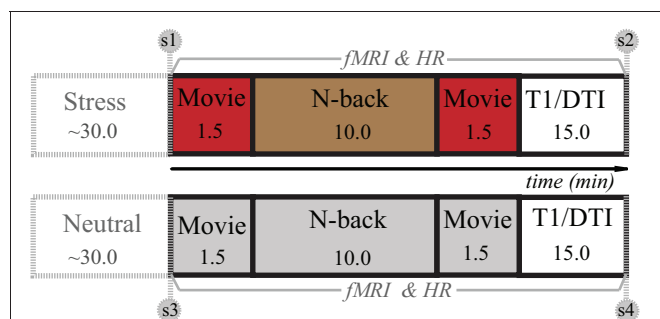 s1 s2
fMRI & HR
Stress Movie N-back Movie T1/DTI
~30.0 1.5 10.0 1.5 15.0
time (min)
Neutral Movie N-back Movie T1/DTI
~30.0 1.5 10.0 1.5 15.0
fMRI & HR
s3 s4